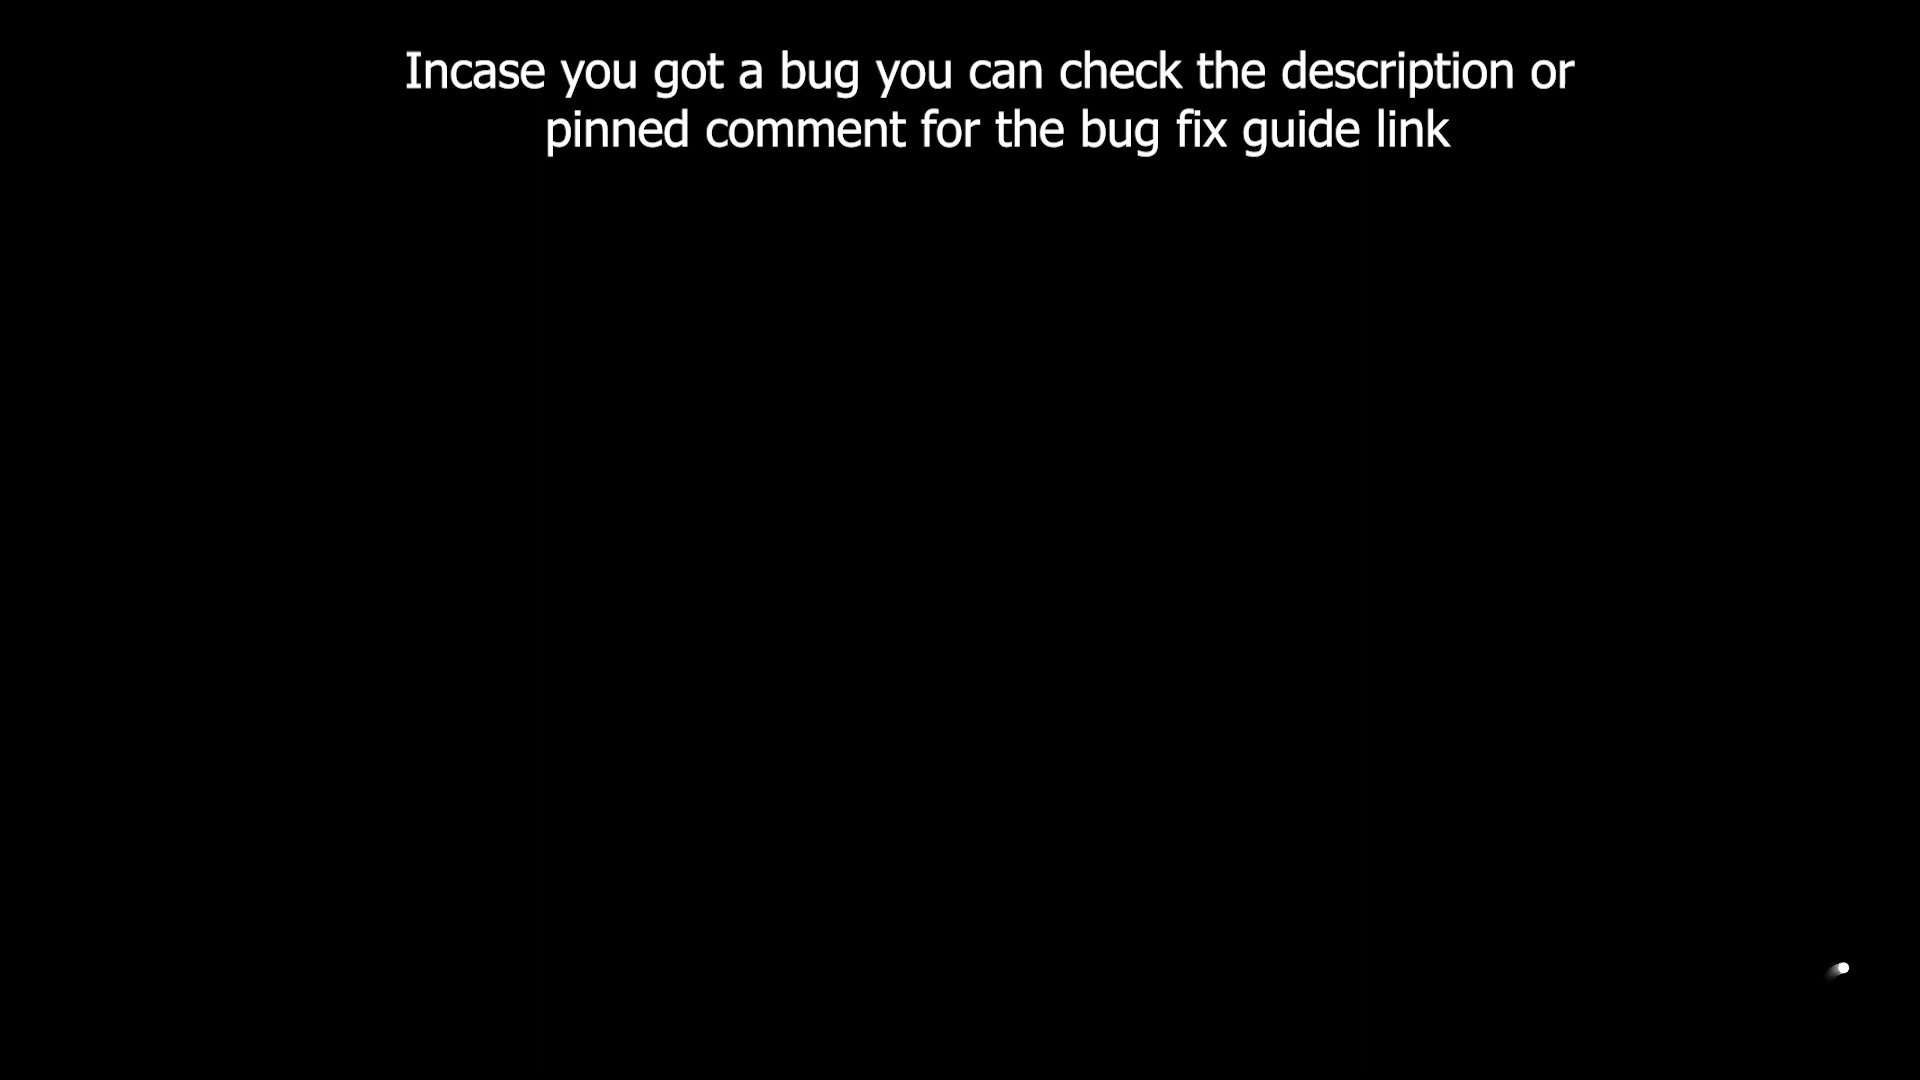 Incase you got a bug you can check the description or
pinned comment for the bug fix guide link